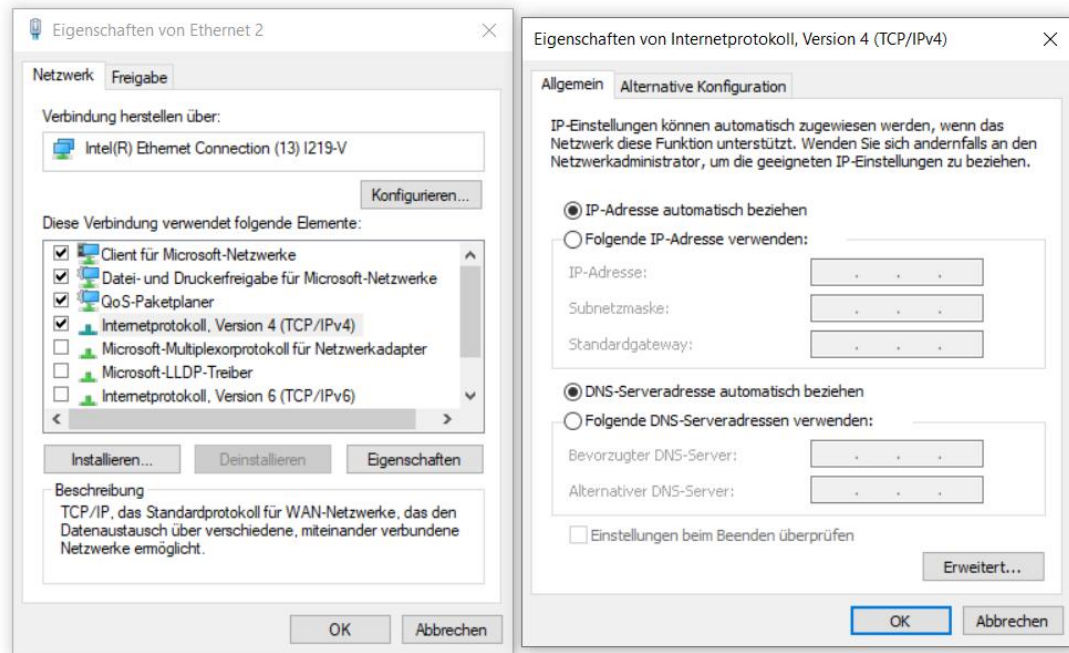 Eigenschaften von Ethernet 2
Netzwerk
Freigabe
Verbindung herstellen über:
Intel(R) Ethernet Connection (13) I219-V
Konfigurieren...
Diese Verbindung verwendet folgende Elemente:
Client für Microsoft-Netzwerke
Datei- und Druckerfreigabe für Microsoft-Netzwerke
QoS-Paketplaner
Internetprotokoll, Version 4 (TCP/IPv4)
Microsoft-Multiplexorprotokoll für Netzwerkadapter
Microsoft-LLDP-Treiber
Internetprotokoll, Version 6 (TCP/IPv6)
Installieren...
Deinstallieren
Eigenschaften
Beschreibung
TCP/IP, das Standardprotokoll für WAN-Netzwerke, das den
Datenaustausch über verschiedene, miteinander verbundene
Netzwerke ermöglicht.
OK
Abbrechen
Eigenschaften von Internetprotokoll, Version 4 (TCP/IPv4)
Allgemein
Alternative Konfiguration
IP-Einstellungen können automatisch zugewiesen werden, wenn das
Netzwerk diese Funktion unterstützt. Wenden Sie sich andernfalls an den
Netzwerkadministrator, um die geeigneten IP-Einstellungen zu beziehen.
IP-Adresse automatisch beziehen
Folgende IP-Adresse verwenden:
IP-Adresse:
Subnetzmaske:
Standardgateway:
DNS-Serveradresse automatisch beziehen
Folgende DNS-Serveradressen verwenden:
Bevorzugter DNS-Server:
Alternativer DNS-Server:
Einstellungen beim Beenden überprüfen
Erweitert...
OK
Abbrechen